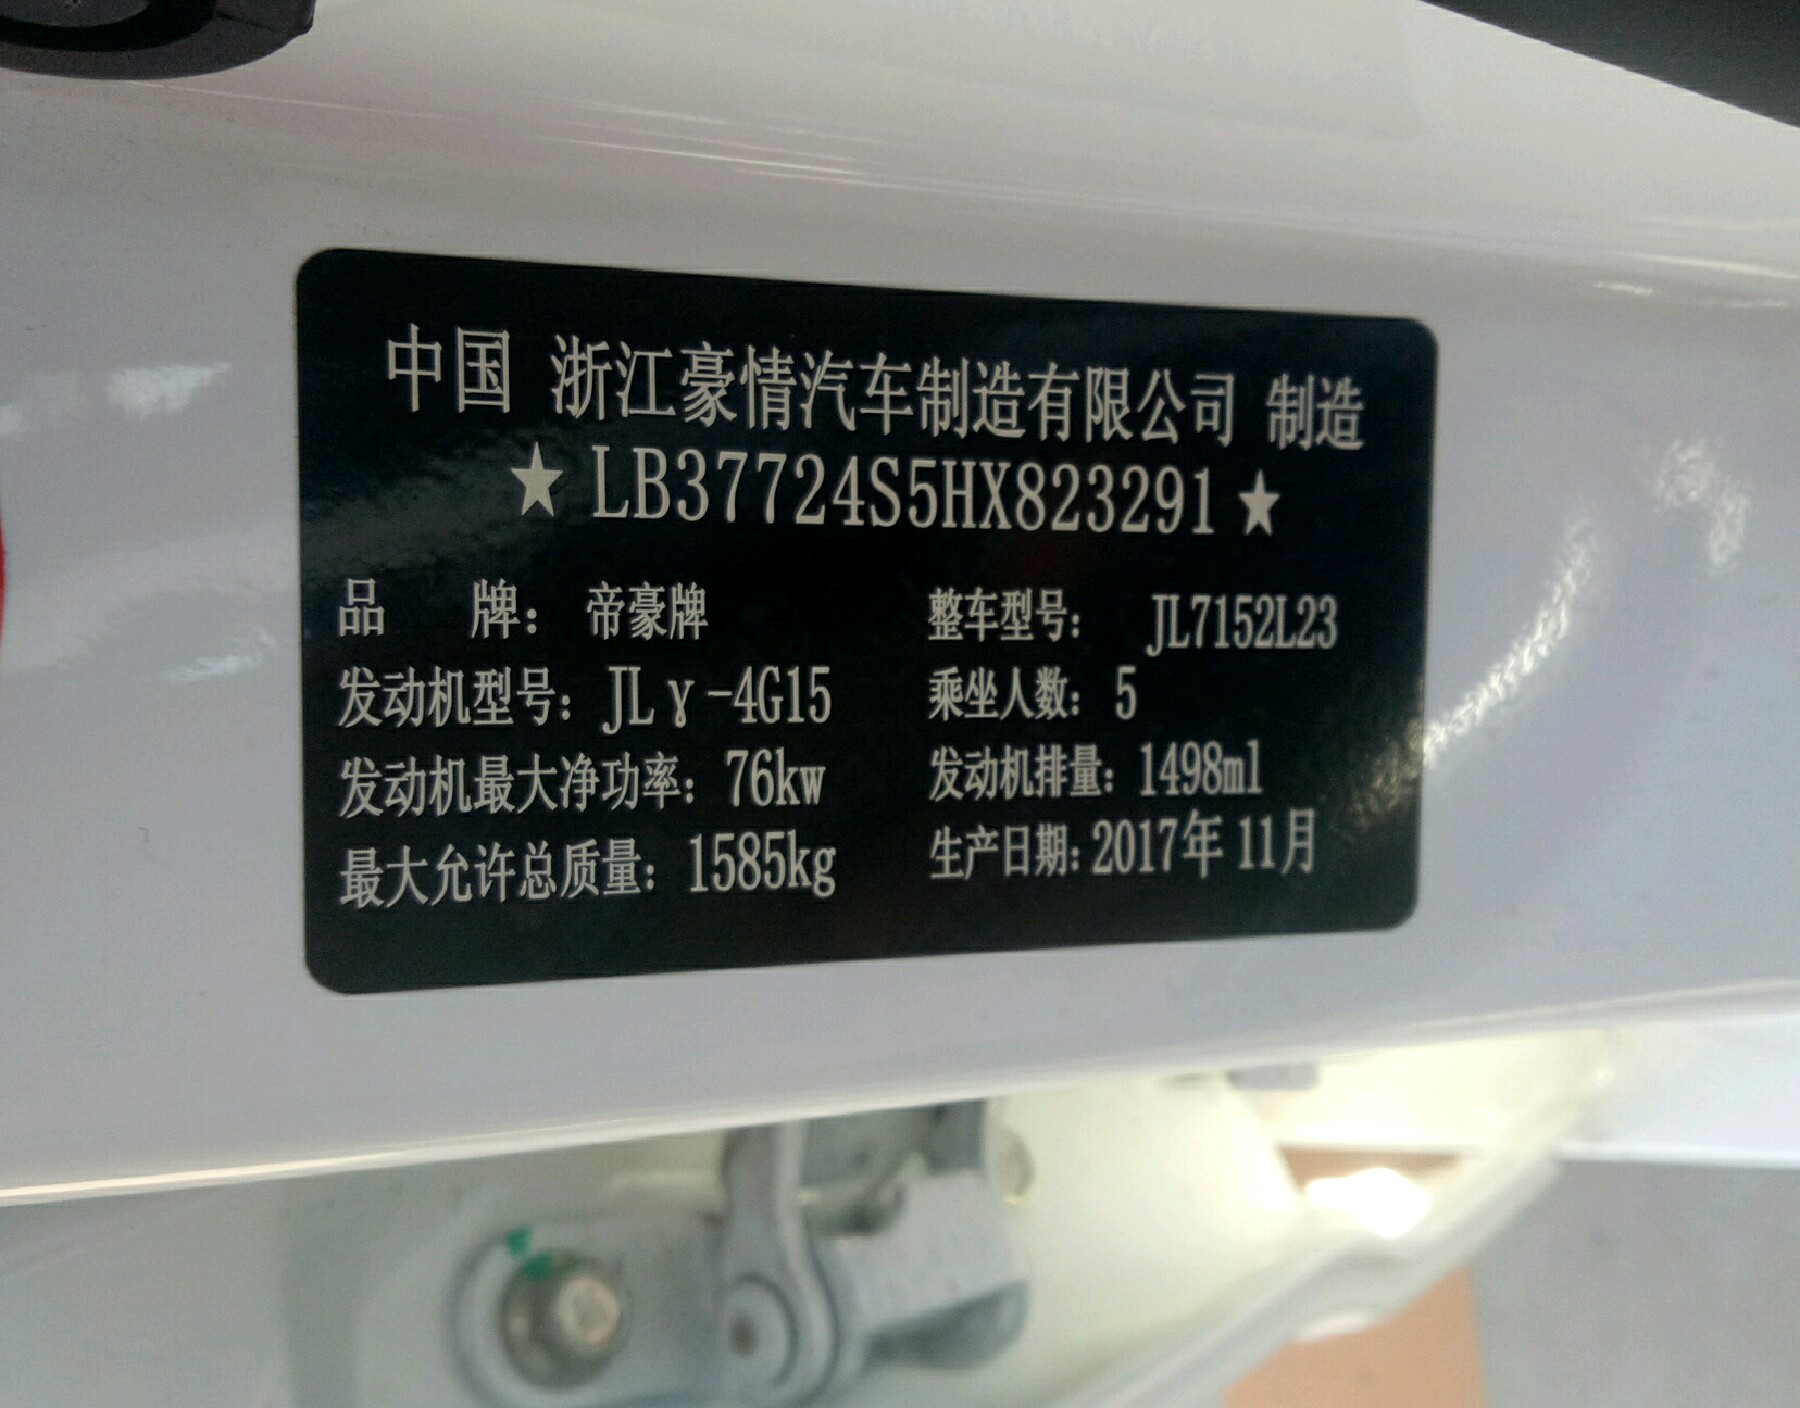 中国 浙江豪情汽车制造有限公司 制造
★LB37724S5HX823291★
品 牌：帝豪牌 整车型号：JL7152L23
发动机型号：JLγ-4G15 乘坐人数：5
发动机最大净功率：76kw 发动机排量：1498ml
最大允许总质量：1585kg 生产日期：2017年11月